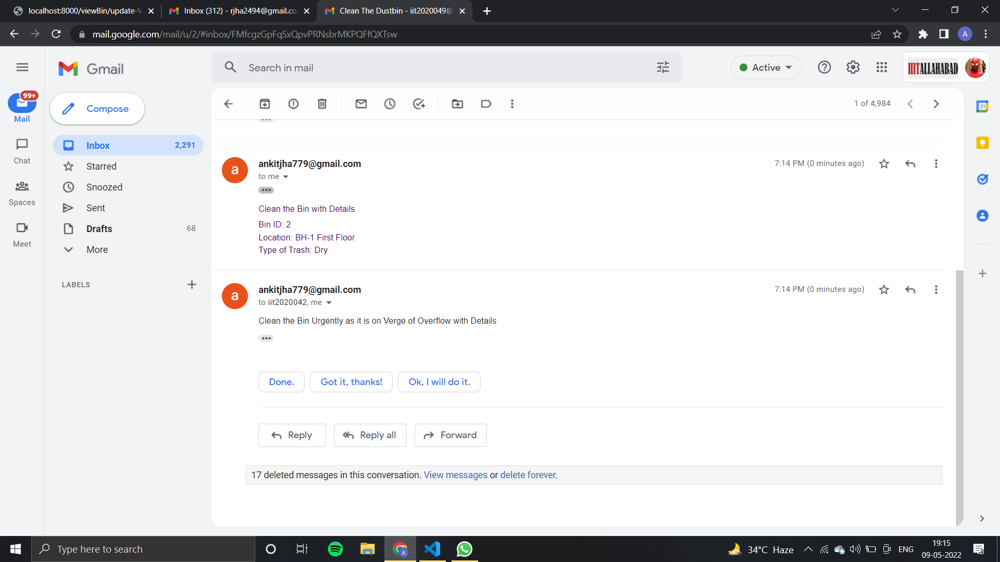 localhost:8000/viewBin/update-V
Inbox (312) - rjha2494@gmail.co
Clean The Dustbin - iit2020049@
mail.google.com/mail/u/2/#inbox/FMfcgzGpFqSxQpvPRNsbrMKPQFfQXTsw
A
Gmail
Search in mail
Active
IIITALLAHABAD
99+
Mail
Chat
Spaces
Meet
Compose
Inbox 2,291
Starred
Snoozed
Sent
Drafts 68
More
LABELS
1 of 4,984
31
a
ankitjha779@gmail.com
7:14 PM (0 minutes ago)
to me
Clean the Bin with Details
Bin ID: 2
Location: BH-1 First Floor
Type of Trash: Dry
a
ankitjha779@gmail.com
7:14 PM (0 minutes ago)
to iit2020042, me
Clean the Bin Urgently as it is on Verge of Overflow with Details
Done. Got it, thanks! Ok, I will do it.
Reply Reply all Forward
17 deleted messages in this conversation. View messages or delete forever.
Type here to search
A
34°C Haze
ENG
19:15
09-05-2022